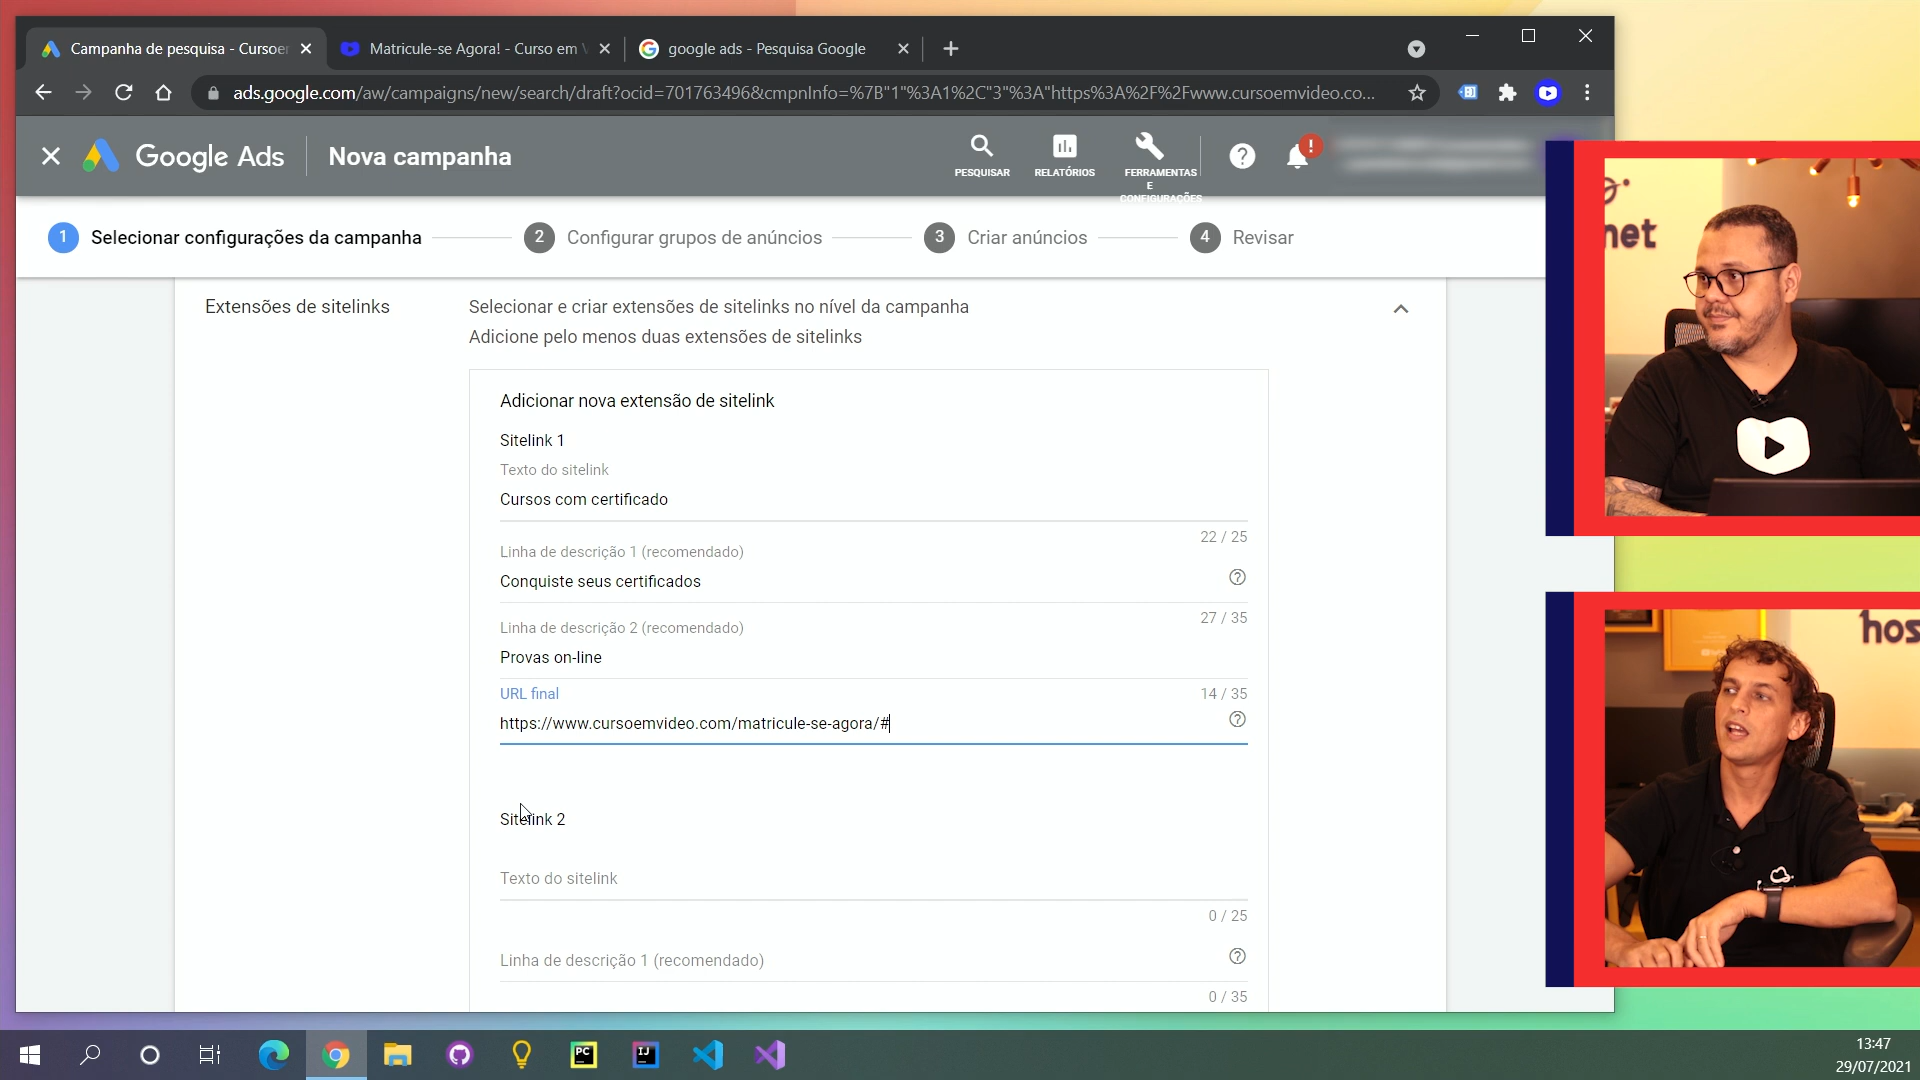 Campanha de pesquisa - Cursoe
Matricule-se Agora! - Curso em V
google ads - Pesquisa Google
ads.google.com/aw/campaigns/new/search/draft?ocid=701763496&cmpnInfo=%7B"1"%3A1%2C"3"%3A"https%3A%2F%2Fwww.cursoemvideo.co...
Google Ads
Nova campanha
PESQUISAR
RELATÓRIOS
FERRAMENTAS
E
CONFIGURAÇÕES
1 Selecionar configurações da campanha
2 Configurar grupos de anúncios
3 Criar anúncios
4 Revisar
Extensões de sitelinks
Selecionar e criar extensões de sitelinks no nível da campanha
Adicione pelo menos duas extensões de sitelinks
Adicionar nova extensão de sitelink
Sitelink 1
Texto do sitelink
Cursos com certificado
22 / 25
Linha de descrição 1 (recomendado)
Conquiste seus certificados
27 / 35
Linha de descrição 2 (recomendado)
Provas on-line
14 / 35
URL final
https://www.cursoemvideo.com/matricule-se-agora/#
Sitelink 2
Texto do sitelink
0 / 25
Linha de descrição 1 (recomendado)
0 / 35
net
hos
PC
IJ
13:47
29/07/2021